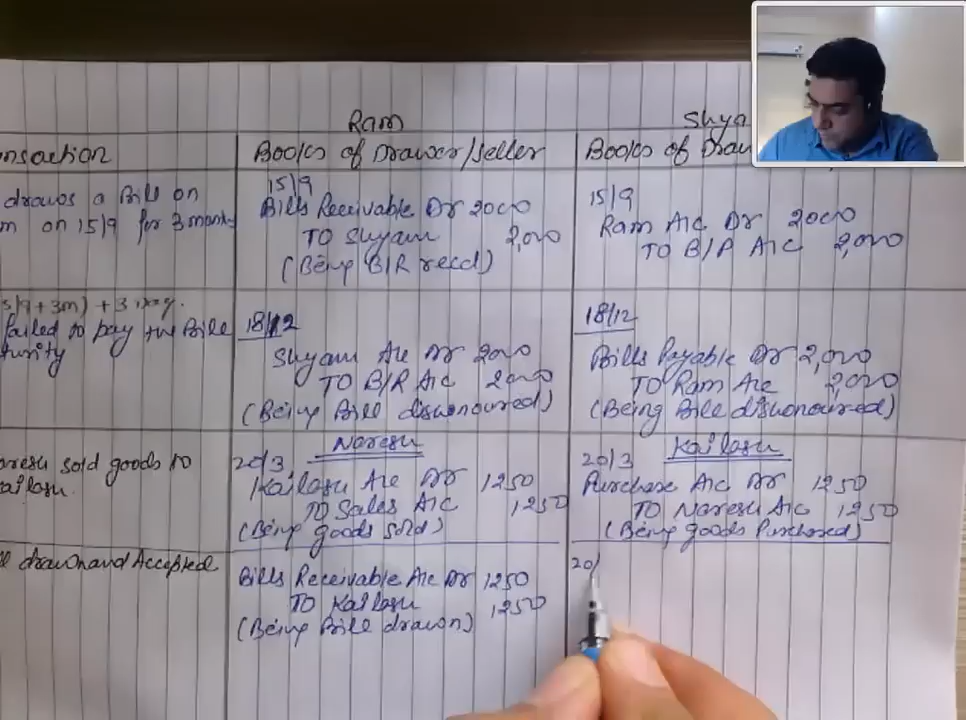 Ram
Shya
nsaction
Books of Drawer/Seller
Books of Draw
drawos a Bill on
m on 15/9 for 3 months
15/9
Bills Receivable Dr 2000
TO Shyam 2,000
(Being B/R recd)
15/9
Ram A/c Dr 2000
TO B/P A/c 2,000
5/9 + 3m) + 3
failed to pay the Bill
turity
18/12
Shyam A/c Dr 2000
TO B/R A/c 2000
(Being Bill dishonoured)
18/12
Bills Payable Dr 2,000
TO Ram A/c 2,000
(Being Bill dishonoured)
aresh sold goods to
ailash.
Naresh
20/3
Kailash A/c Dr 1250
TO Sales A/c 1250
(Being goods sold)
Kailash
20/3
Purchase A/c Dr 1250
TO Naresh A/c 1250
(Being goods Purchased)
ll drawn and Accepted
Bills Receivable A/c Dr 1250
TO Kailash 1250
(Being Bill drawn)
20/